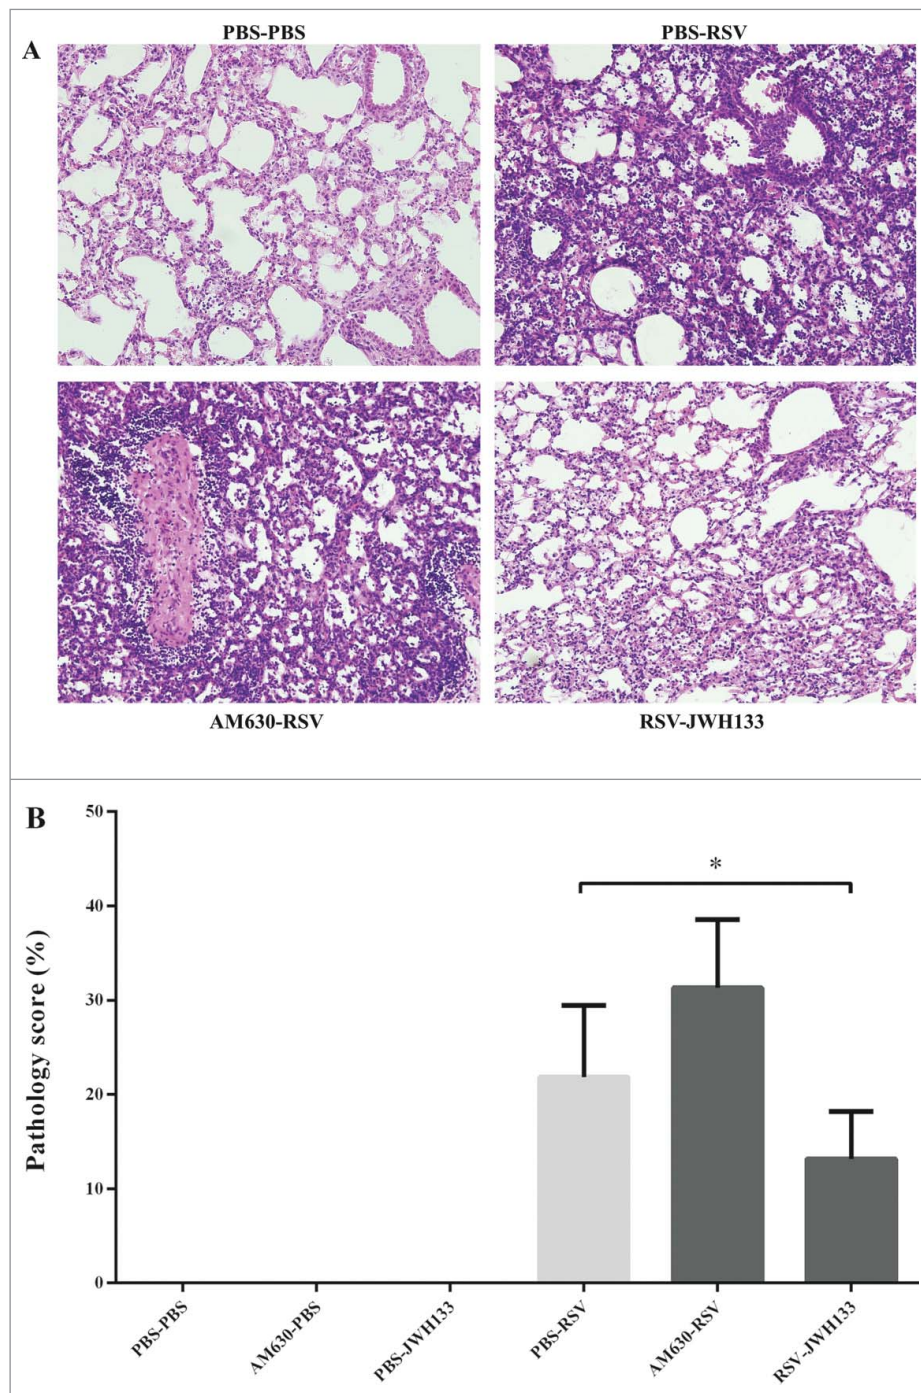 A
PBS-PBS
PBS-RSV
AM630-RSV
RSV-JWH133
B
Pathology score (%)
50
40
30
20
10
0
*
PBS-PBS
AM630-PBS
PBS-JWH133
PBS-RSV
AM630-RSV
RSV-JWH133